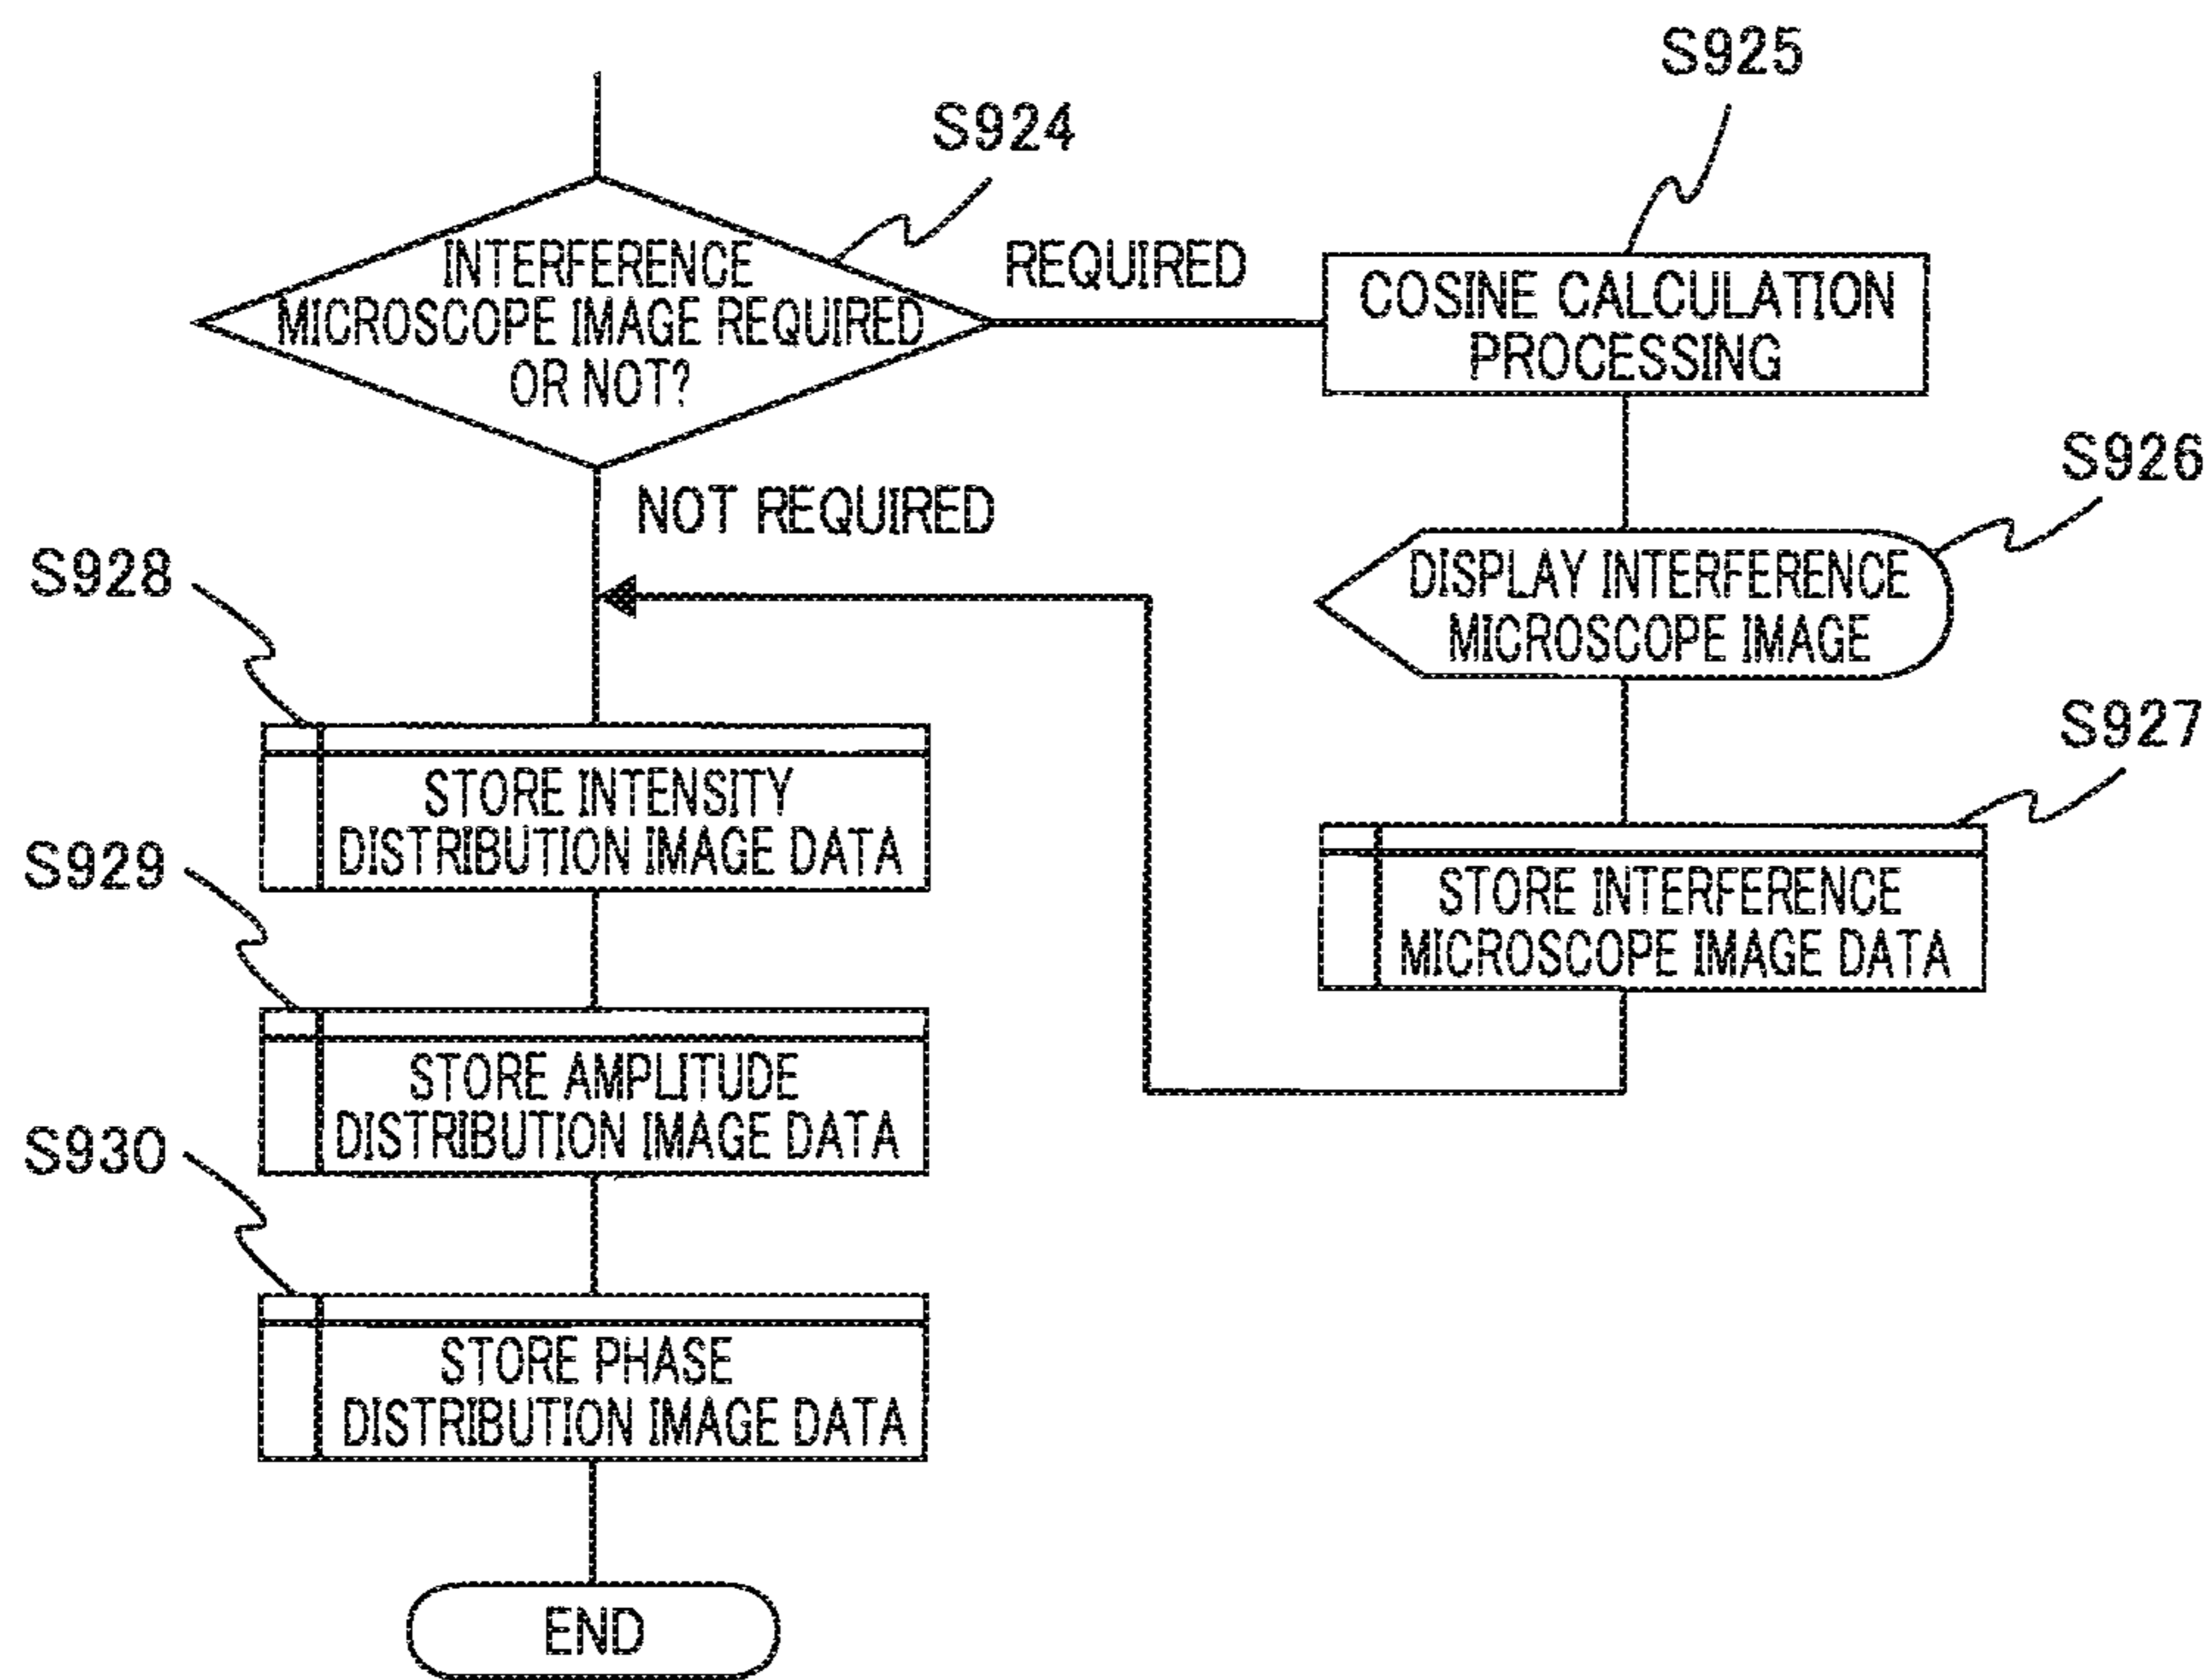 S924
INTERFERENCE
MICROSCOPE IMAGE REQUIRED
OR NOT?
REQUIRED
S925
COSINE CALCULATION
PROCESSING
S926
DISPLAY INTERFERENCE
MICROSCOPE IMAGE
S927
STORE INTERFERENCE
MICROSCOPE IMAGE DATA
NOT REQUIRED
S928
STORE INTENSITY
DISTRIBUTION IMAGE DATA
S929
STORE AMPLITUDE
DISTRIBUTION IMAGE DATA
S930
STORE PHASE
DISTRIBUTION IMAGE DATA
END